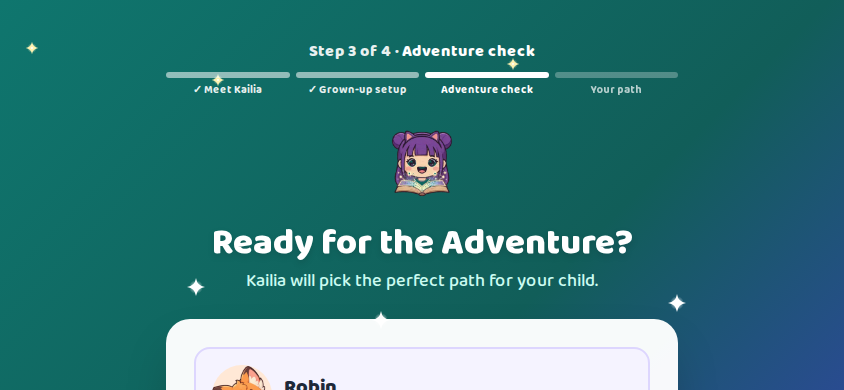 Step 3 of 4 · Adventure check
✓ Meet Kailia
✓ Grown-up setup
Adventure check
Your path
Ready for the Adventure?
Kailia will pick the perfect path for your child.
Robin